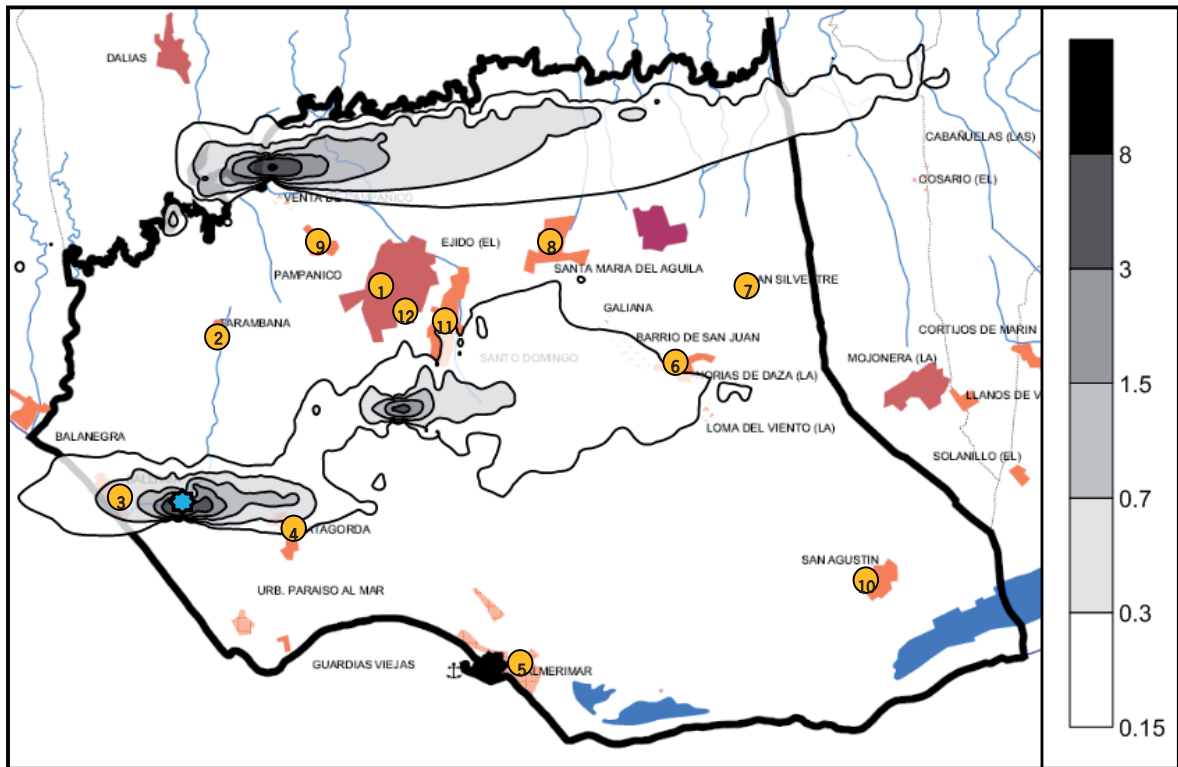 DALIAS
CABAÑUELAS (LAS)
COSARIO (EL)
VENTA DE PAMPANICO
9
EJIDO (EL)
8
SANTA MARIA DEL AGUILA
PAMPANICO
1
7
AN SILVESTRE
12
GALIANA
11
TARAMBANA
2
BARRIO DE SAN JUAN
CORTIJOS DE MARIN
SANTO DOMINGO
6
MOJONERA (LA)
NORIAS DE DAZA (LA)
LLANOS DE V
LOMA DEL VIENTO (LA)
BALANEGRA
SOLANILLO (EL)
3
4
ATAGORDA
SAN AGUSTIN
10
URB. PARAISO AL MAR
GUARDIAS VIEJAS
5
LMERIMAR
8
3
1.5
0.7
0.3
0.15